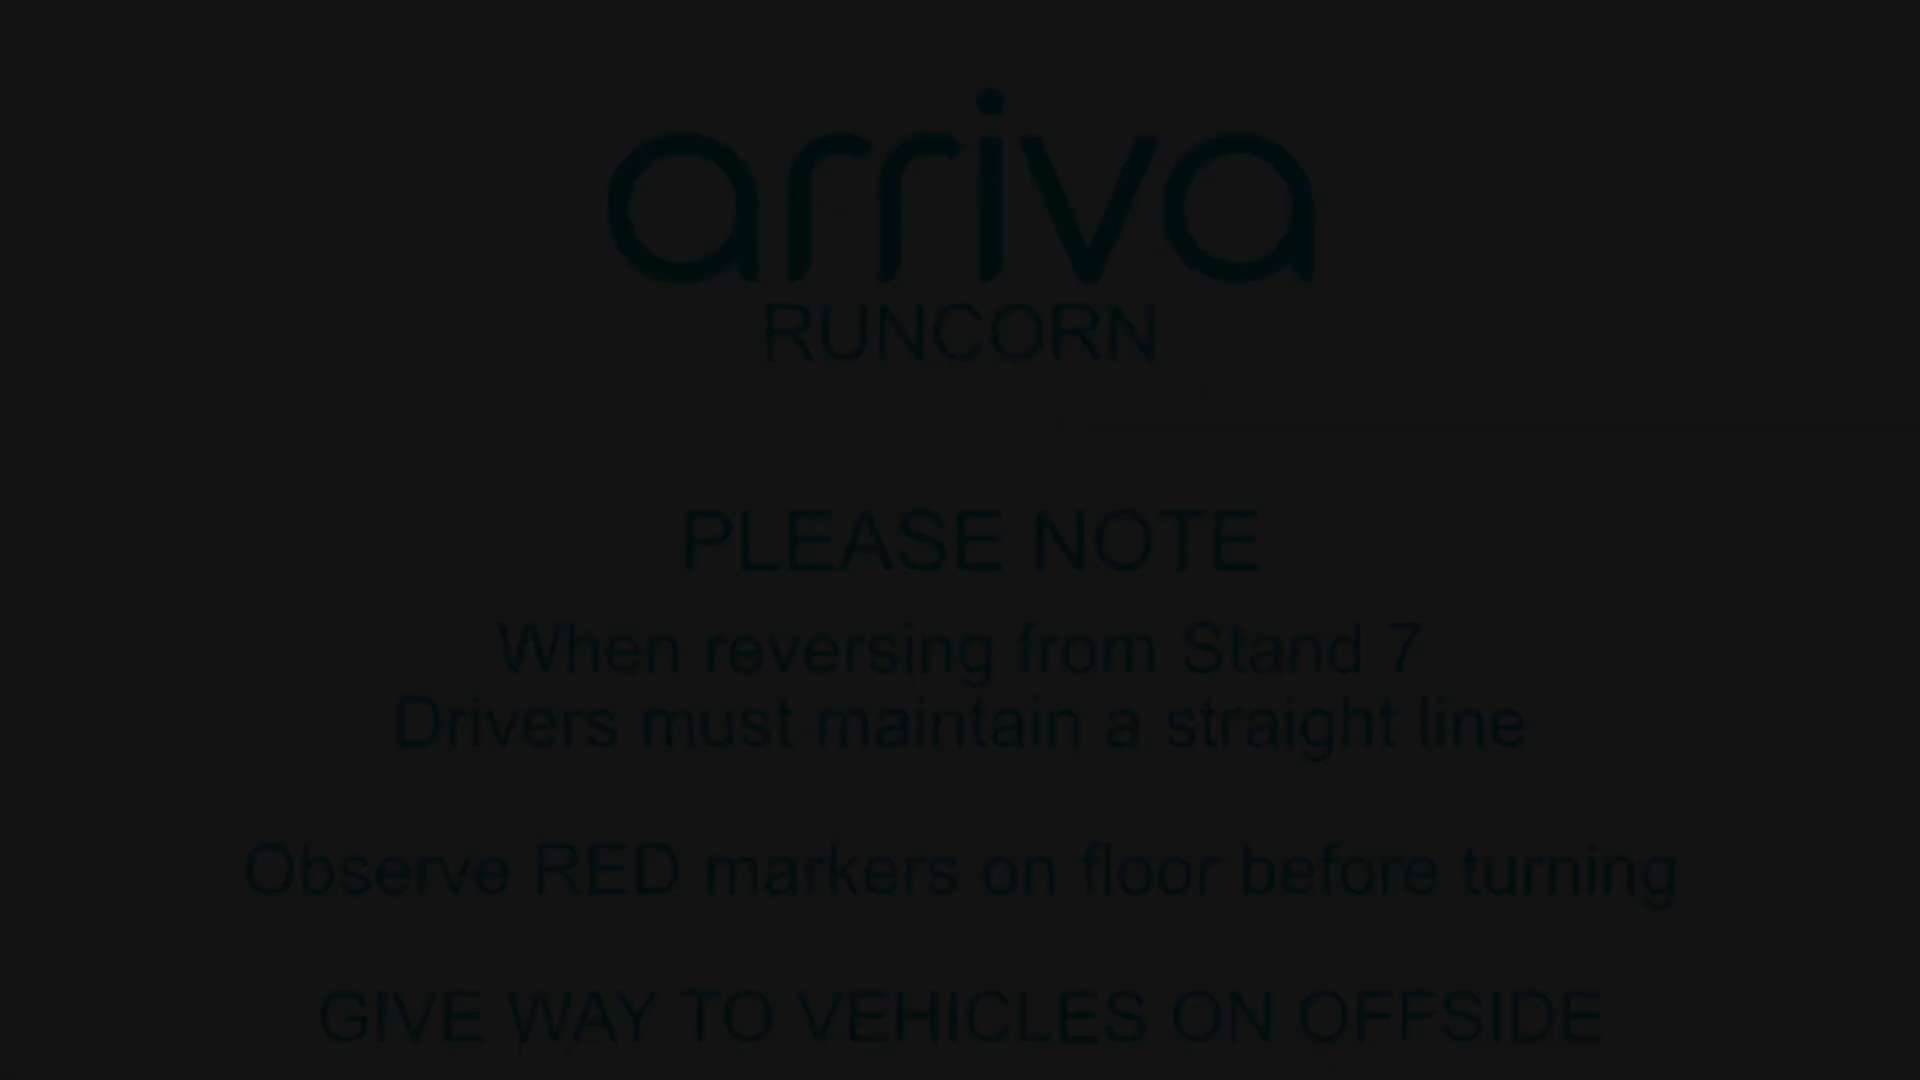 arriva
RUNCORN
PLEASE NOTE
When reversing from Stand 7
Drivers must maintain a straight line
Observe RED markers on floor before turning
GIVE WAY TO VEHICLES ON OFFSIDE